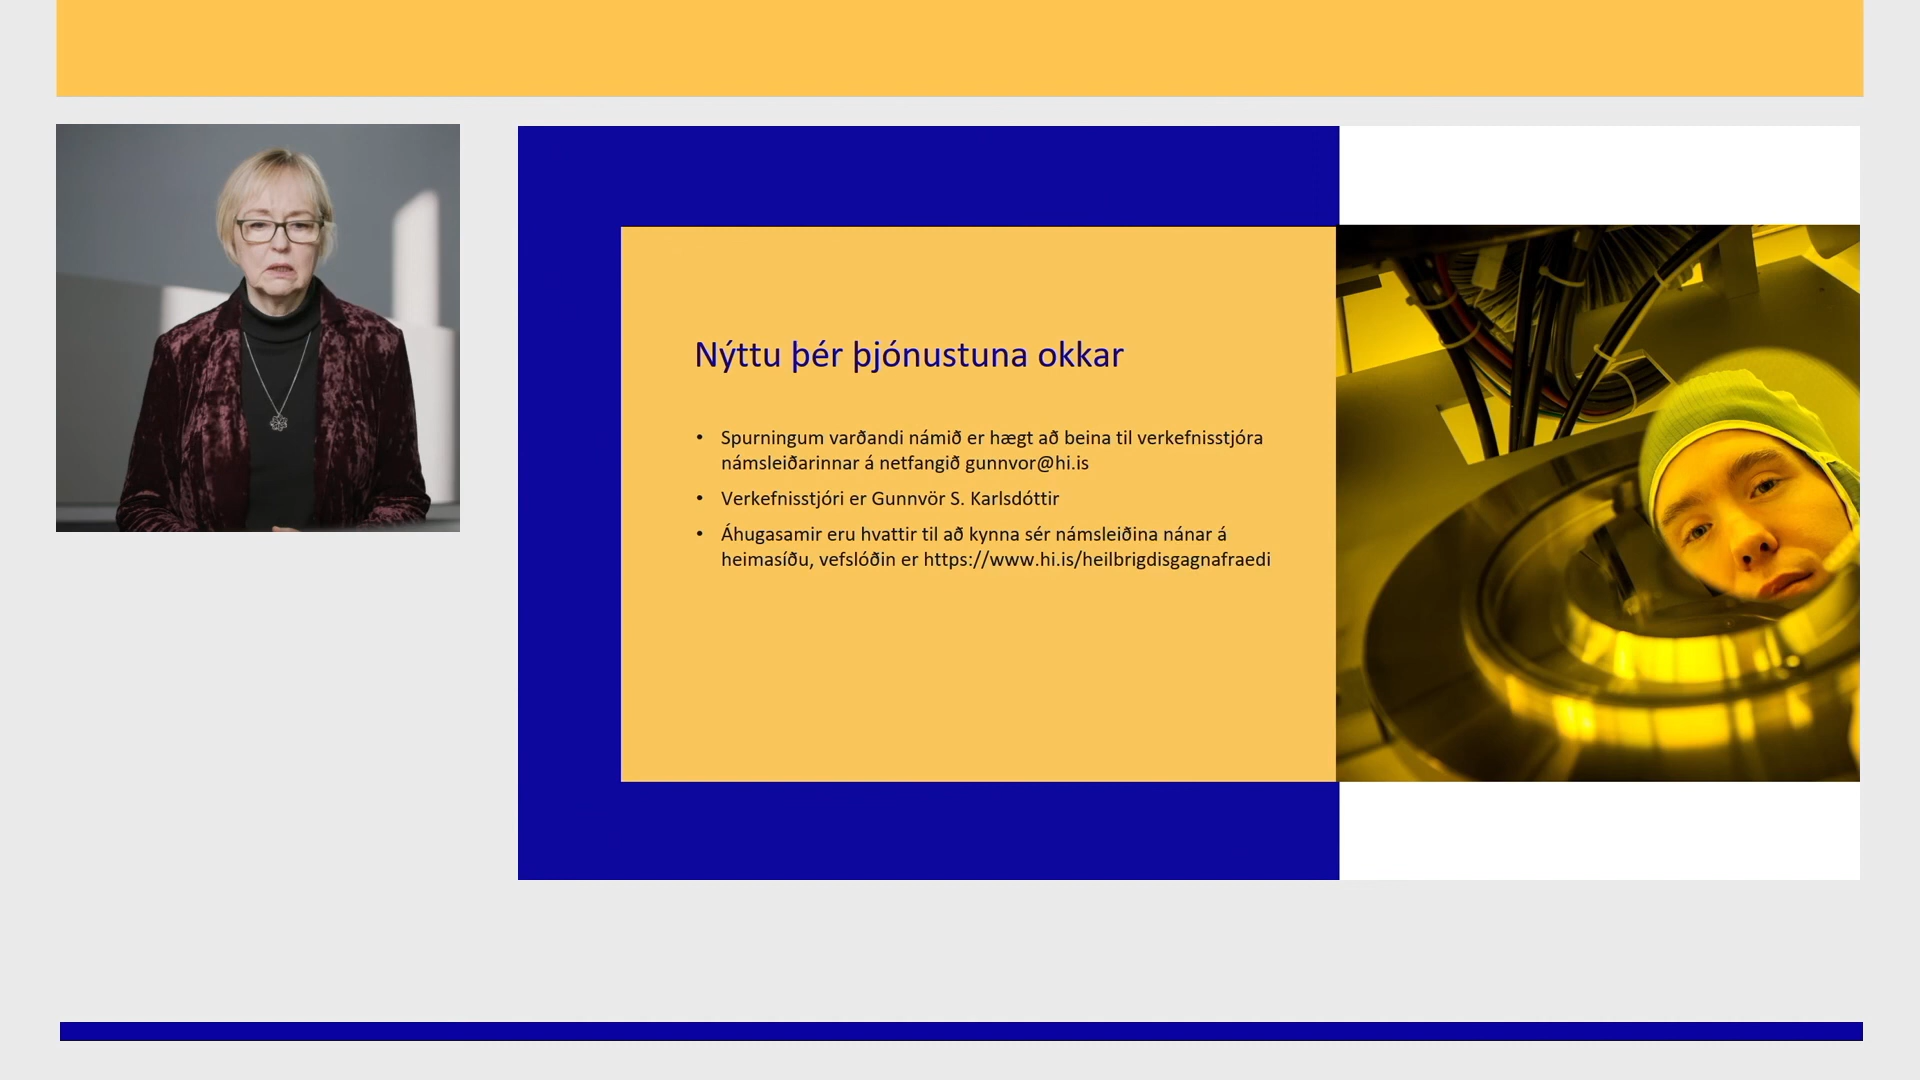 Nýttu þér þjónustuna okkar
• Spurningum varðandi námið er hægt að beina til verkefnisstjóra
námsleiðarinnar á netfangið gunnvor@hi.is
• Verkefnisstjóri er Gunnvör S. Karlsdóttir
• Áhugasamir eru hvattir til að kynna sér námsleiðina nánar á
heimasíðu, vefslóðin er https://www.hi.is/heilbrigdisgagnafraedi